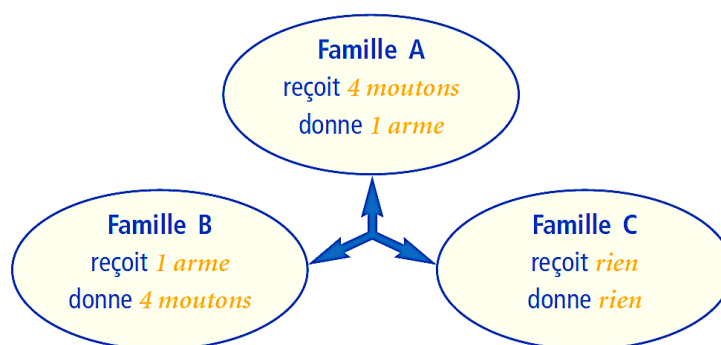 Famille A
reçoit 4 moutons
donne 1 arme
Famille B
reçoit 1 arme
donne 4 moutons
Famille C
reçoit rien
donne rien